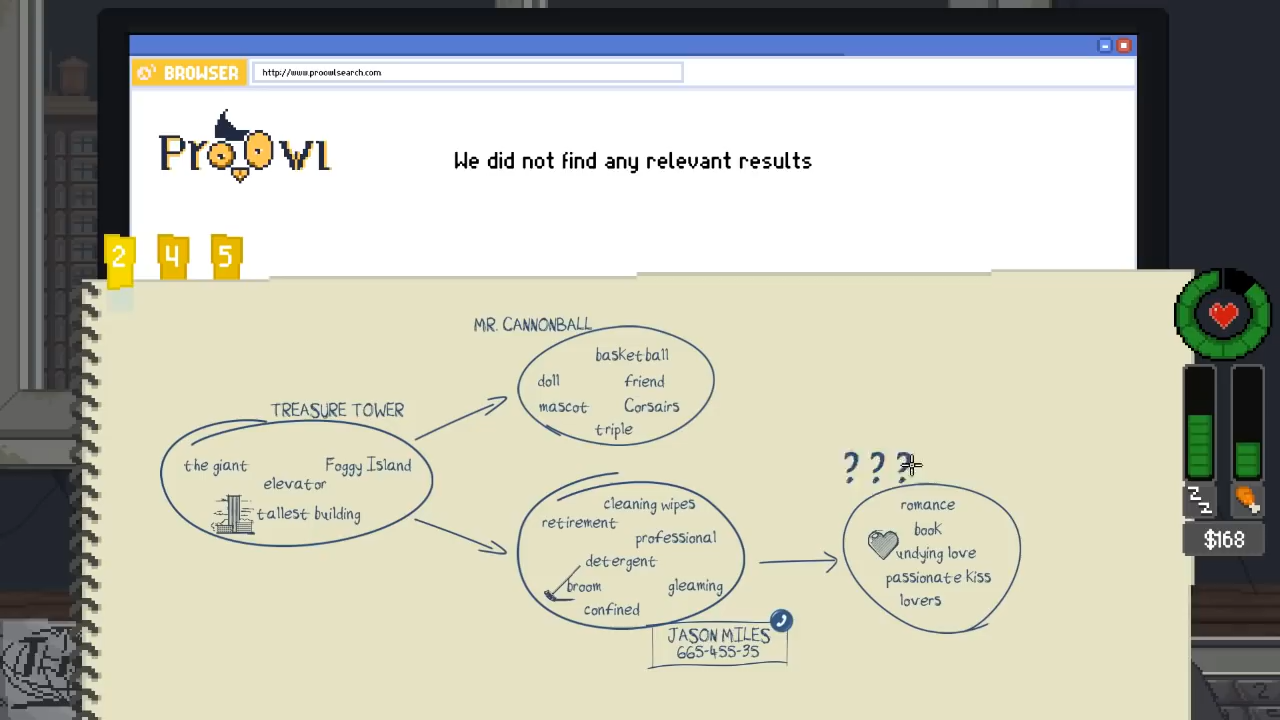 BROWSER
http://www.proowlsearch.com
PrOOwl
We did not find any relevant results
2 4 5
MR. CANNONBALL
basketball
doll friend
mascot Corsairs
triple
TREASURE TOWER
the giant Foggy Island
elevator
tallest building
???
cleaning wipes
retirement
professional
detergent
broom gleaming
confined
romance
book
undying love
passionate kiss
lovers
JASON MILES
665-455-35
$168